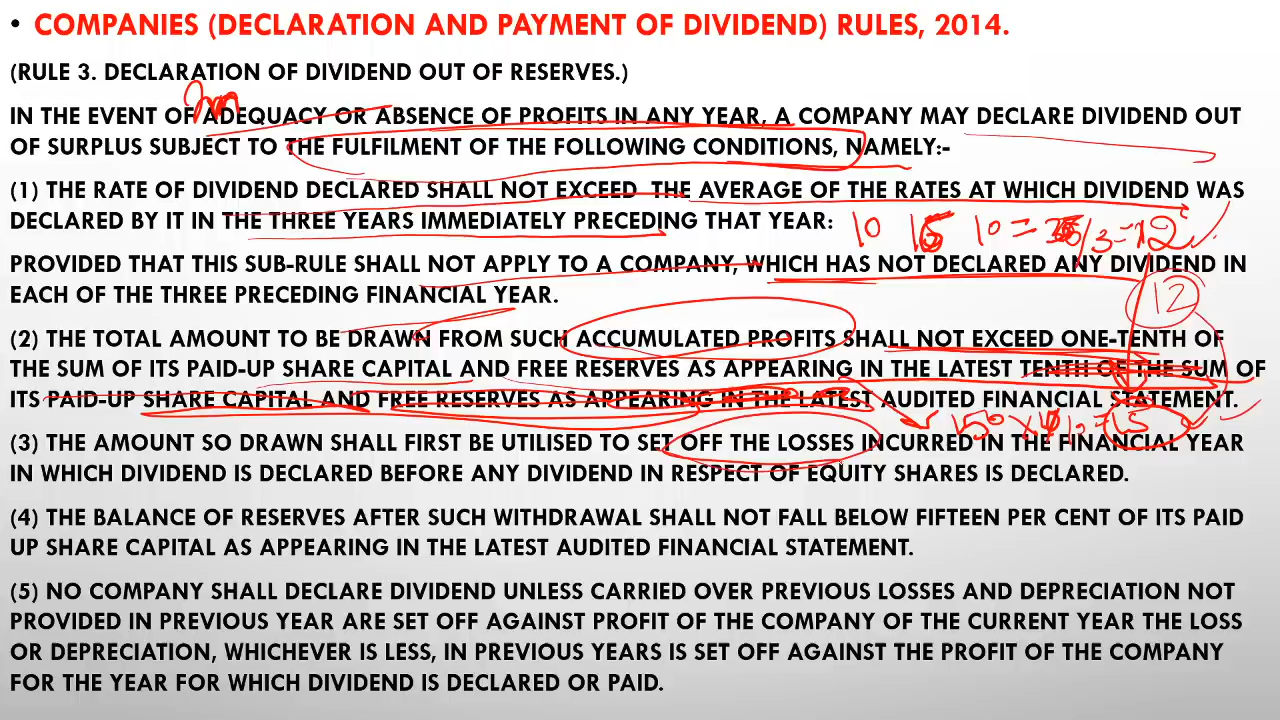 • COMPANIES (DECLARATION AND PAYMENT OF DIVIDEND) RULES, 2014.
(RULE 3. DECLARATION OF DIVIDEND OUT OF RESERVES.)
IN THE EVENT OF ADEQUACY OR ABSENCE OF PROFITS IN ANY YEAR, A COMPANY MAY DECLARE DIVIDEND OUT
OF SURPLUS SUBJECT TO THE FULFILMENT OF THE FOLLOWING CONDITIONS, NAMELY:-
(1) THE RATE OF DIVIDEND DECLARED SHALL NOT EXCEED THE AVERAGE OF THE RATES AT WHICH DIVIDEND WAS
DECLARED BY IT IN THE THREE YEARS IMMEDIATELY PRECEDING THAT YEAR:
10 10 = /3 = 12
PROVIDED THAT THIS SUB-RULE SHALL NOT APPLY TO A COMPANY, WHICH HAS NOT DECLARED ANY DIVIDEND IN
EACH OF THE THREE PRECEDING FINANCIAL YEAR.
12
(2) THE TOTAL AMOUNT TO BE DRAWN FROM SUCH ACCUMULATED PROFITS SHALL NOT EXCEED ONE-TENTH OF
THE SUM OF ITS PAID-UP SHARE CAPITAL AND FREE RESERVES AS APPEARING IN THE LATEST TENTH OF THE SUM OF
ITS PAID-UP SHARE CAPITAL AND FREE RESERVES AS APPEARING IN THE LATEST AUDITED FINANCIAL STATEMENT.
150 × 10 = 15
(3) THE AMOUNT SO DRAWN SHALL FIRST BE UTILISED TO SET OFF THE LOSSES INCURRED IN THE FINANCIAL YEAR
IN WHICH DIVIDEND IS DECLARED BEFORE ANY DIVIDEND IN RESPECT OF EQUITY SHARES IS DECLARED.
(4) THE BALANCE OF RESERVES AFTER SUCH WITHDRAWAL SHALL NOT FALL BELOW FIFTEEN PER CENT OF ITS PAID
UP SHARE CAPITAL AS APPEARING IN THE LATEST AUDITED FINANCIAL STATEMENT.
(5) NO COMPANY SHALL DECLARE DIVIDEND UNLESS CARRIED OVER PREVIOUS LOSSES AND DEPRECIATION NOT
PROVIDED IN PREVIOUS YEAR ARE SET OFF AGAINST PROFIT OF THE COMPANY OF THE CURRENT YEAR THE LOSS
OR DEPRECIATION, WHICHEVER IS LESS, IN PREVIOUS YEARS IS SET OFF AGAINST THE PROFIT OF THE COMPANY
FOR THE YEAR FOR WHICH DIVIDEND IS DECLARED OR PAID.